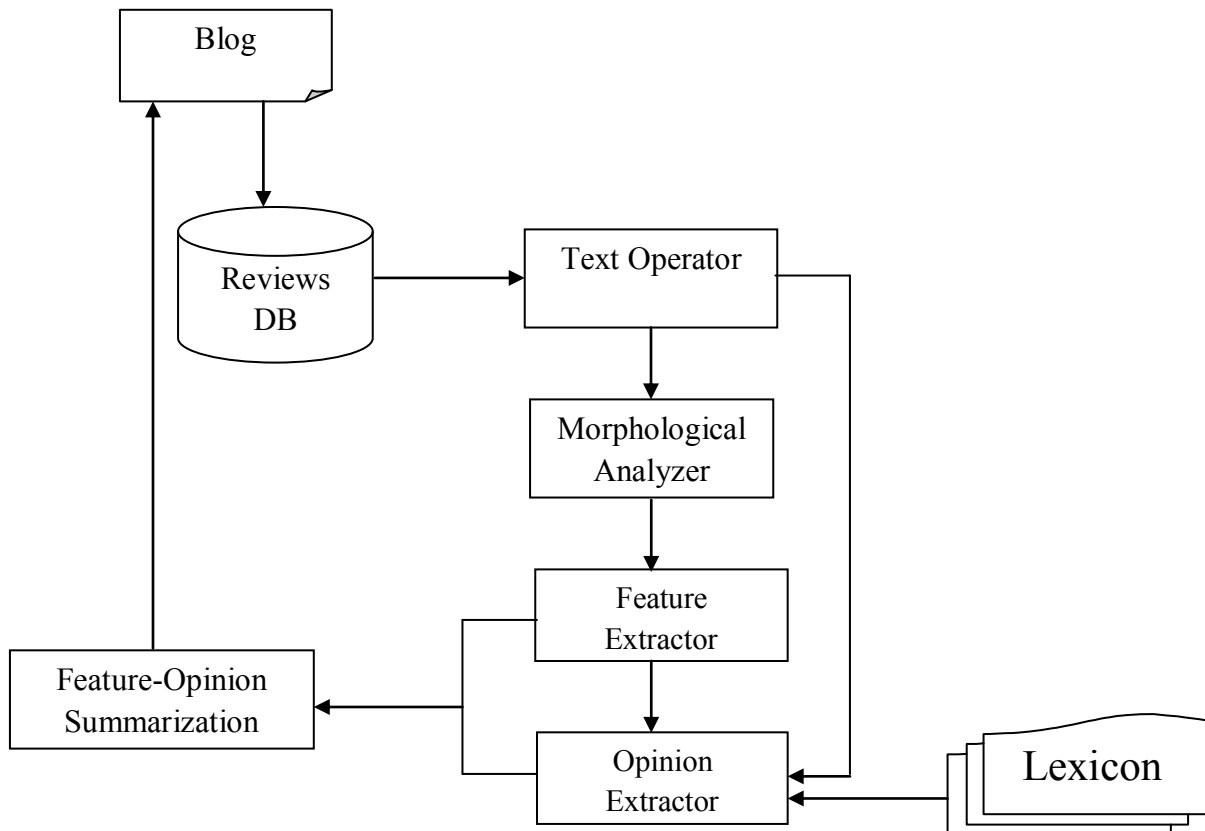 Blog
Reviews
DB
Text Operator
Morphological
Analyzer
Feature
Extractor
Feature-Opinion
Summarization
Opinion
Extractor
Lexicon